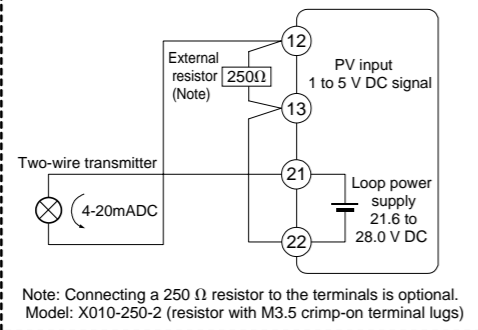 12
External
resistor
(Note)
250Ω
PV input
1 to 5 V DC signal
13
Two-wire transmitter
21
4-20mADC
Loop power
supply
21.6 to
28.0 V DC
22
Note: Connecting a 250 Ω resistor to the terminals is optional.
Model: X010-250-2 (resistor with M3.5 crimp-on terminal lugs)